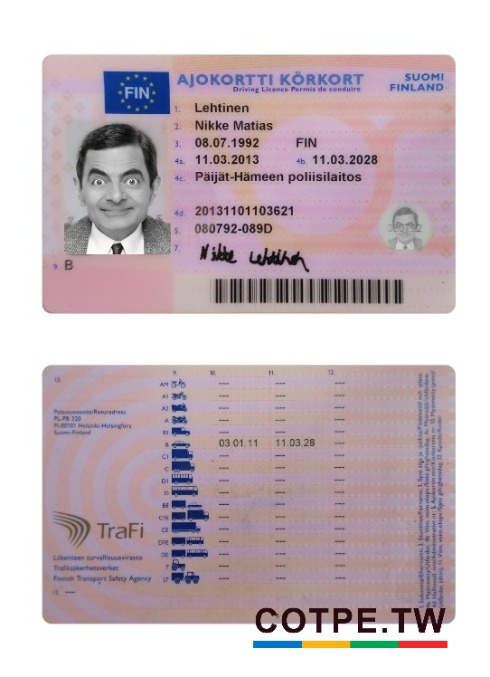 FIN
AJOKORTTI KÖRKORT
Driving Licence Permis de conduire
SUOMI
FINLAND
1. Lehtinen
2. Nikke Matias
3. 08.07.1992 FIN
4a. 11.03.2013 4b. 11.03.2028
4c. Päijät-Hämeen poliisilaitos
4d. 20131101103621
5. 080792-089D
7. Nikke Lehtinen
9. B
13.
9. 10. 11. 12.
Palautusosoite/Returadress
PL-PB 320
FI-00101 Helsinki-Helsingfors
Suomi-Finland
AM --- --- ---
A1 --- --- ---
A2 --- --- ---
A --- --- ---
B1 --- --- ---
B 03.01.11 11.03.28 ---
C1 --- --- ---
C --- --- ---
D1 --- --- ---
D --- --- ---
BE --- --- ---
C1E --- --- ---
CE --- --- ---
D1E --- --- ---
DE --- --- ---
T --- --- ---
LT --- --- ---
TraFi
Liikenteen turvallisuusvirasto
Trafiksäkerhetsverket
Finnish Transport Safety Agency
COTPE.TW